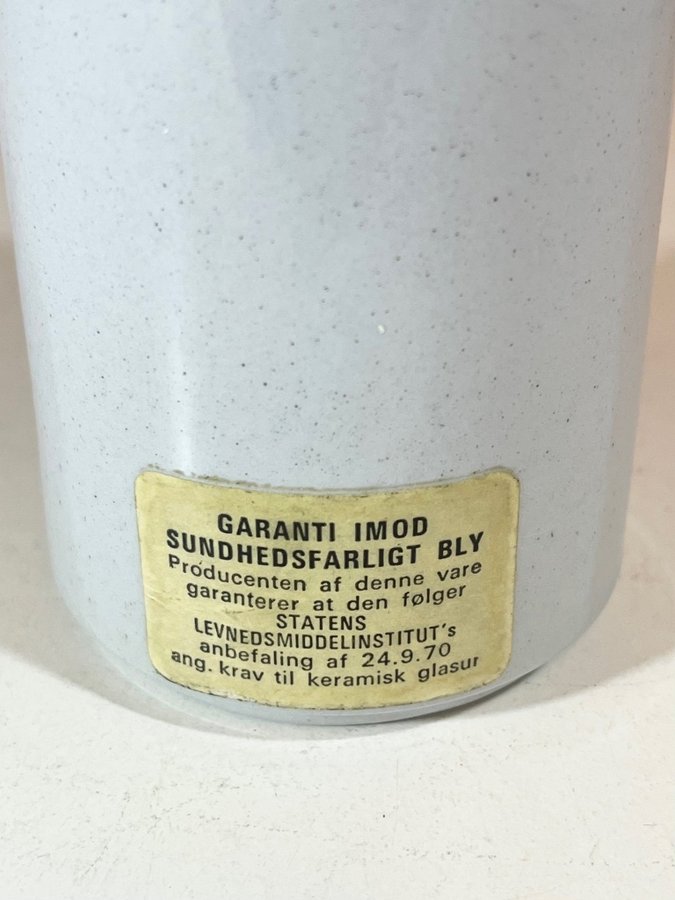 GARANTI IMOD
SUNDHEDSFARLIGT BLY
Producenten af denne vare
garanterer at den følger
STATENS
LEVNEDSMIDDELINSTITUT's
anbefaling af 24.9.70
ang. krav til keramisk glasur